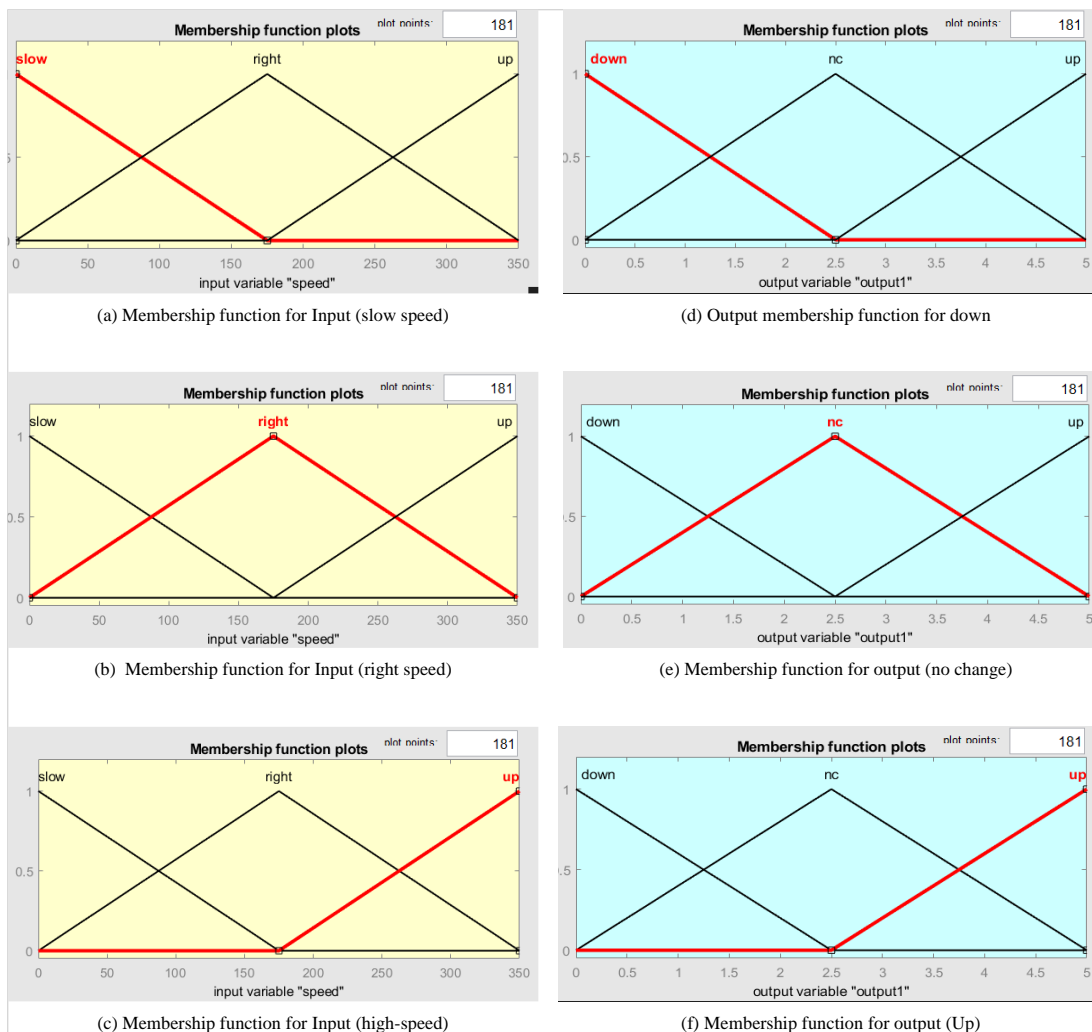 plot points: 181
Membership function plots
slow right up
0
0 50 100 150 200 250 300 350
input variable "speed"
(a) Membership function for Input (slow speed)
plot points: 181
Membership function plots
down nc up
1
0.5
0
0 0.5 1 1.5 2 2.5 3 3.5 4 4.5 5
output variable "output1"
(d) Output membership function for down
plot points: 181
Membership function plots
slow right up
1
0.5
0
0 50 100 150 200 250 300 350
input variable "speed"
(b) Membership function for Input (right speed)
plot points: 181
Membership function plots
down nc up
1
0.5
0
0 0.5 1 1.5 2 2.5 3 3.5 4 4.5 5
output variable "output1"
(e) Membership function for output (no change)
plot points: 181
Membership function plots
slow right up
1
0.5
0
0 50 100 150 200 250 300 350
input variable "speed"
(c) Membership function for Input (high-speed)
plot points: 181
Membership function plots
down nc up
1
0.5
0
0 0.5 1 1.5 2 2.5 3 3.5 4 4.5 5
output variable "output1"
(f) Membership function for output (Up)